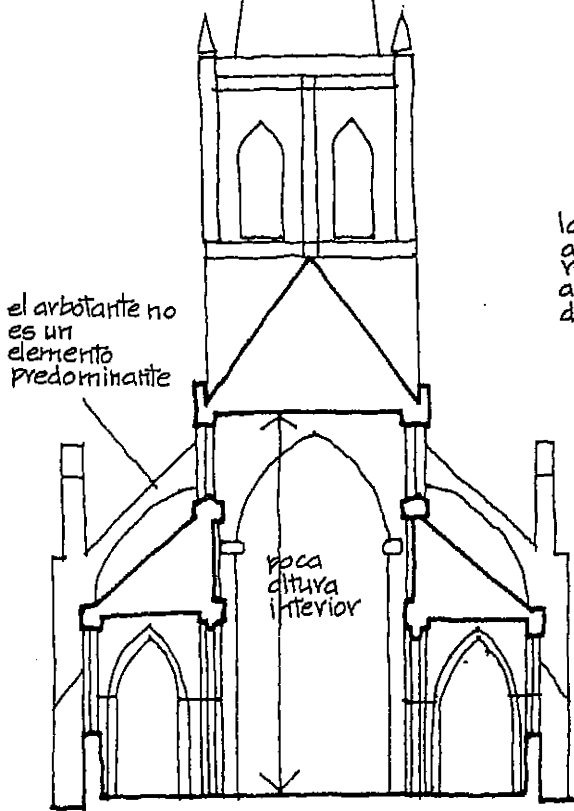 el arbotante no
es un
elemento
predominante
poca
altura
interior